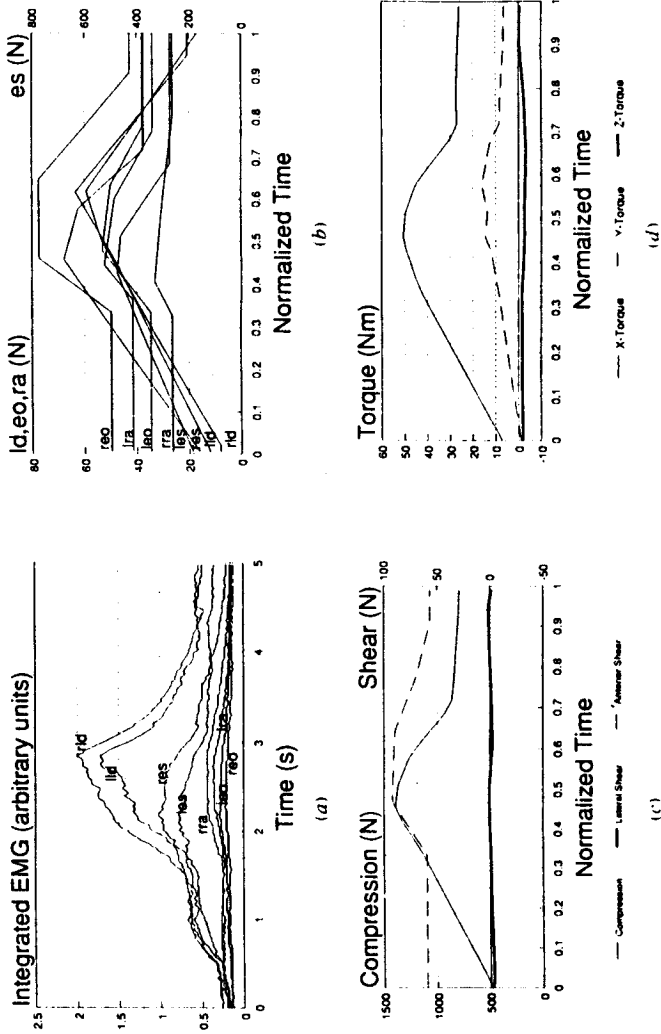 Integrated EMG (arbitrary units)
2.5
2
1.5
1
0.5
0
rld
lld
res
les
rra
leo
lra
reo
0 1 2 3 4 5
Time (s)
(a)
ld,eo,ra (N)
es (N)
80
60
40
20
0
800
600
400
200
0
reo
lra
leo
rra
les
res
lld
rld
0 0.1 0.2 0.3 0.4 0.5 0.6 0.7 0.8 0.9 1
Normalized Time
(b)
Compression (N)
Shear (N)
1500
1000
500
0
100
50
0
-50
0 0.1 0.2 0.3 0.4 0.5 0.6 0.7 0.8 0.9 1
Normalized Time
Compression Lateral Shear Anterior Shear
(c)
Torque (Nm)
60
50
40
30
20
10
0
-10
0 0.1 0.2 0.3 0.4 0.5 0.6 0.7 0.8 0.9 1
Normalized Time
X-Torque Y-Torque Z-Torque
(d)